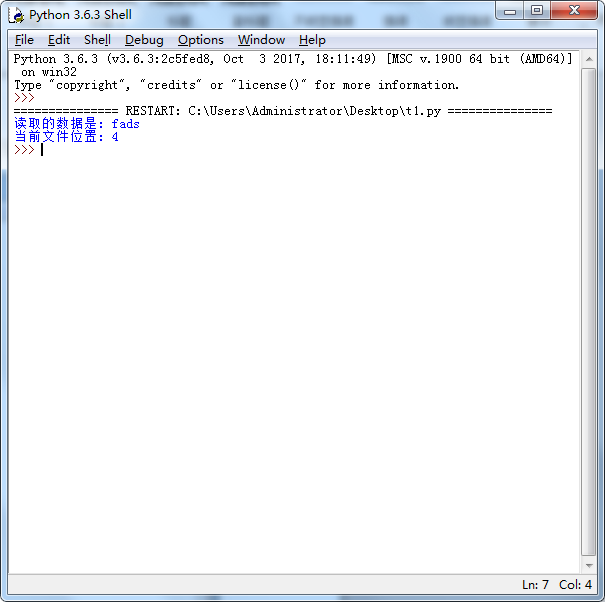 Python 3.6.3 Shell
File Edit Shell Debug Options Window Help
Python 3.6.3 (v3.6.3:2c5fed8, Oct  3 2017, 18:11:49) [MSC v.1900 64 bit (AMD64)]
 on win32
Type "copyright", "credits" or "license()" for more information.
>>>
=============== RESTART: C:\Users\Administrator\Desktop\t1.py ===============
读取的数据是: fads
当前文件位置: 4
>>>
Ln: 7 Col: 4